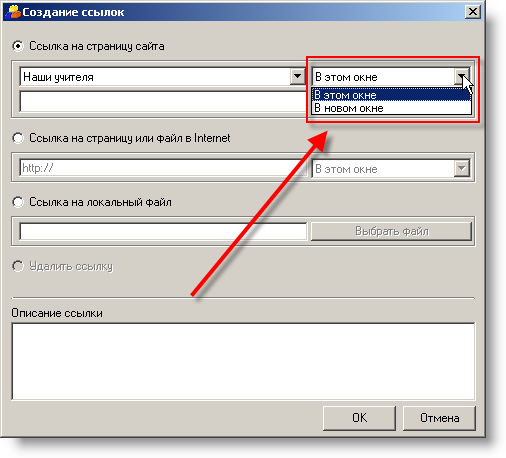 Создание ссылок
Ссылка на страницу сайта
Наши учителя В этом окне
В этом окне
В новом окне
Ссылка на страницу или файл в Internet
http:// В этом окне
Ссылка на локальный файл
Выбрать файл
Удалить ссылку
Описание ссылки
OK Отмена